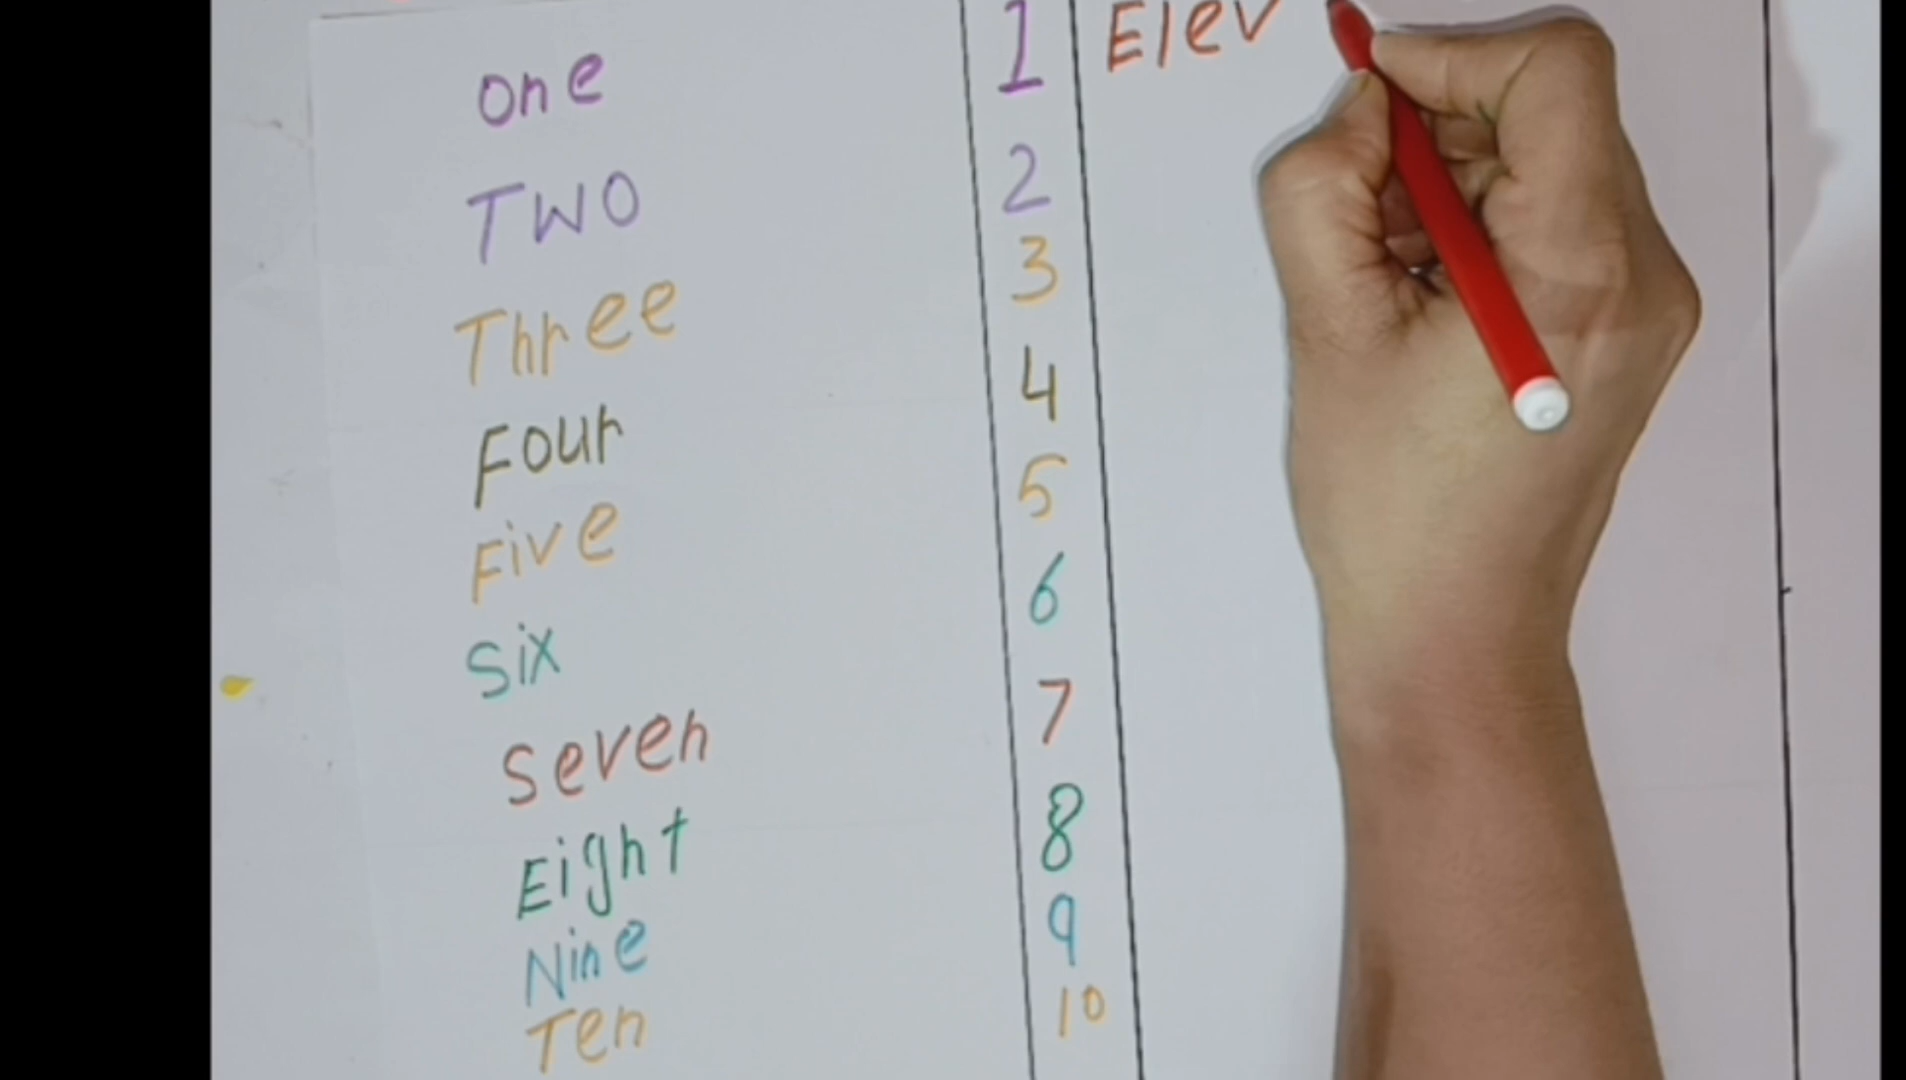 one 1 Elev
Two 2
Three 3
Four 4
Five 5
Six 6
Seven 7
Eight 8
Nine 9
Ten 10